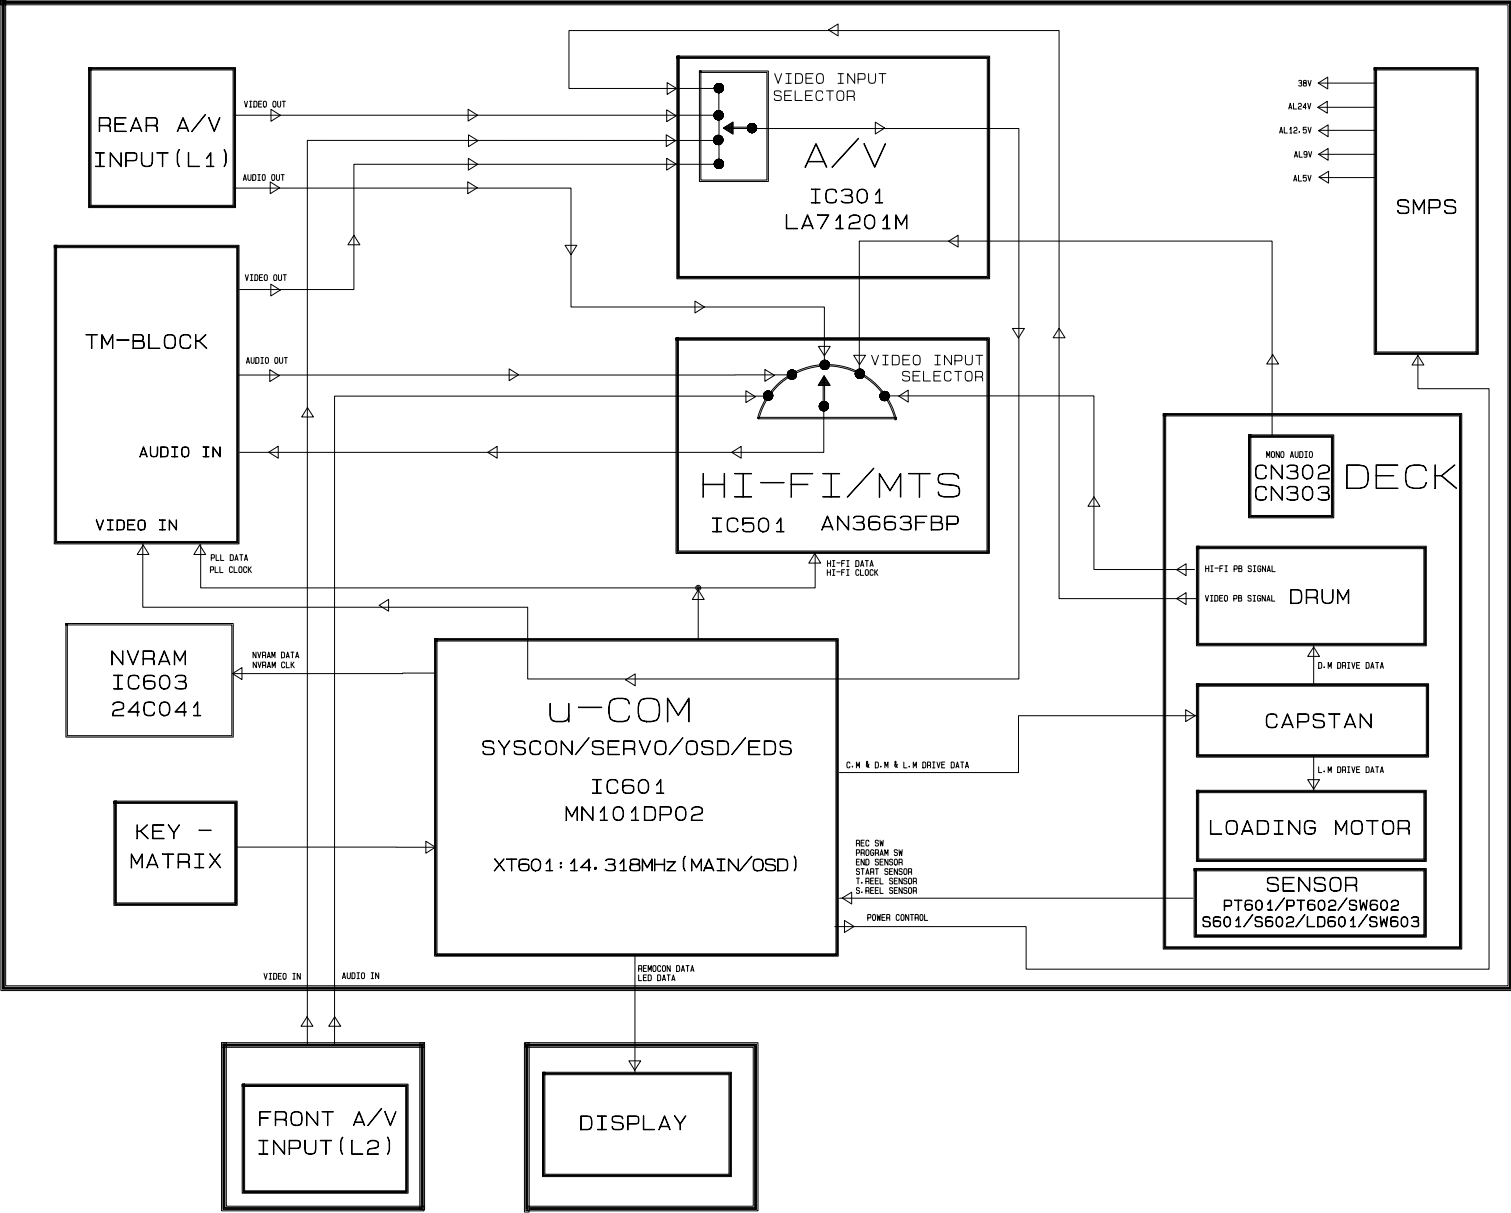 REAR A/V
INPUT(L1)
VIDEO OUT
AUDIO OUT
VIDEO INPUT
SELECTOR
A/V
IC301
LA71201M
38V
AL24V
AL12.5V
AL9V
AL5V
SMPS
TM-BLOCK
VIDEO OUT
AUDIO OUT
AUDIO IN
VIDEO IN
PLL DATA
PLL CLOCK
VIDEO INPUT
SELECTOR
HI-FI/MTS
IC501 AN3663FBP
HI-FI DATA
HI-FI CLOCK
MONO AUDIO
CN302
CN303
DECK
HI-FI PB SIGNAL
VIDEO PB SIGNAL
DRUM
D.M DRIVE DATA
CAPSTAN
L.M DRIVE DATA
LOADING MOTOR
SENSOR
PT601/PT602/SW602
S601/S602/LD601/SW603
NVRAM
IC603
24C041
NVRAM DATA
NVRAM CLK
u-COM
SYSCON/SERVO/OSD/EDS
IC601
MN101DP02
XT601:14.318MHz(MAIN/OSD)
C.M & D.M & L.M DRIVE DATA
REC SW
PROGRAM SW
END SENSOR
START SENSOR
T.REEL SENSOR
S.REEL SENSOR
POWER CONTROL
KEY -
MATRIX
VIDEO IN
AUDIO IN
REMOCON DATA
LED DATA
FRONT A/V
INPUT(L2)
DISPLAY